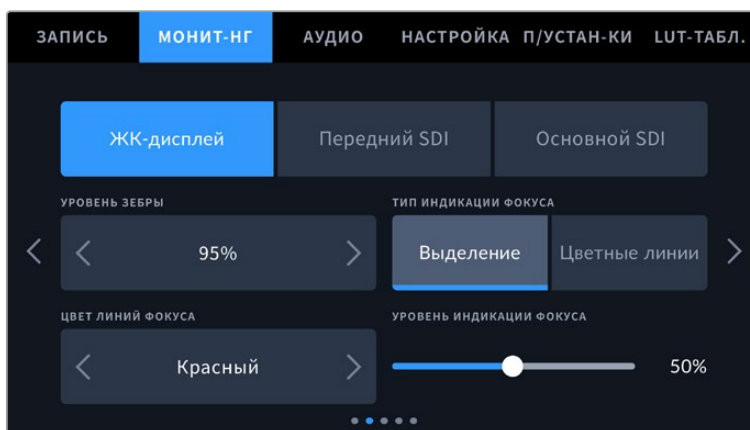 ЗАПИСЬ МОНИТ-НГ АУДИО НАСТРОЙКА П/УСТАН-КИ LUT-ТАБЛ.
ЖК-дисплей Передний SDI Основной SDI
УРОВЕНЬ ЗЕБРЫ ТИП ИНДИКАЦИИ ФОКУСА
95% Выделение Цветные линии
ЦВЕТ ЛИНИЙ ФОКУСА УРОВЕНЬ ИНДИКАЦИИ ФОКУСА
Красный 50%